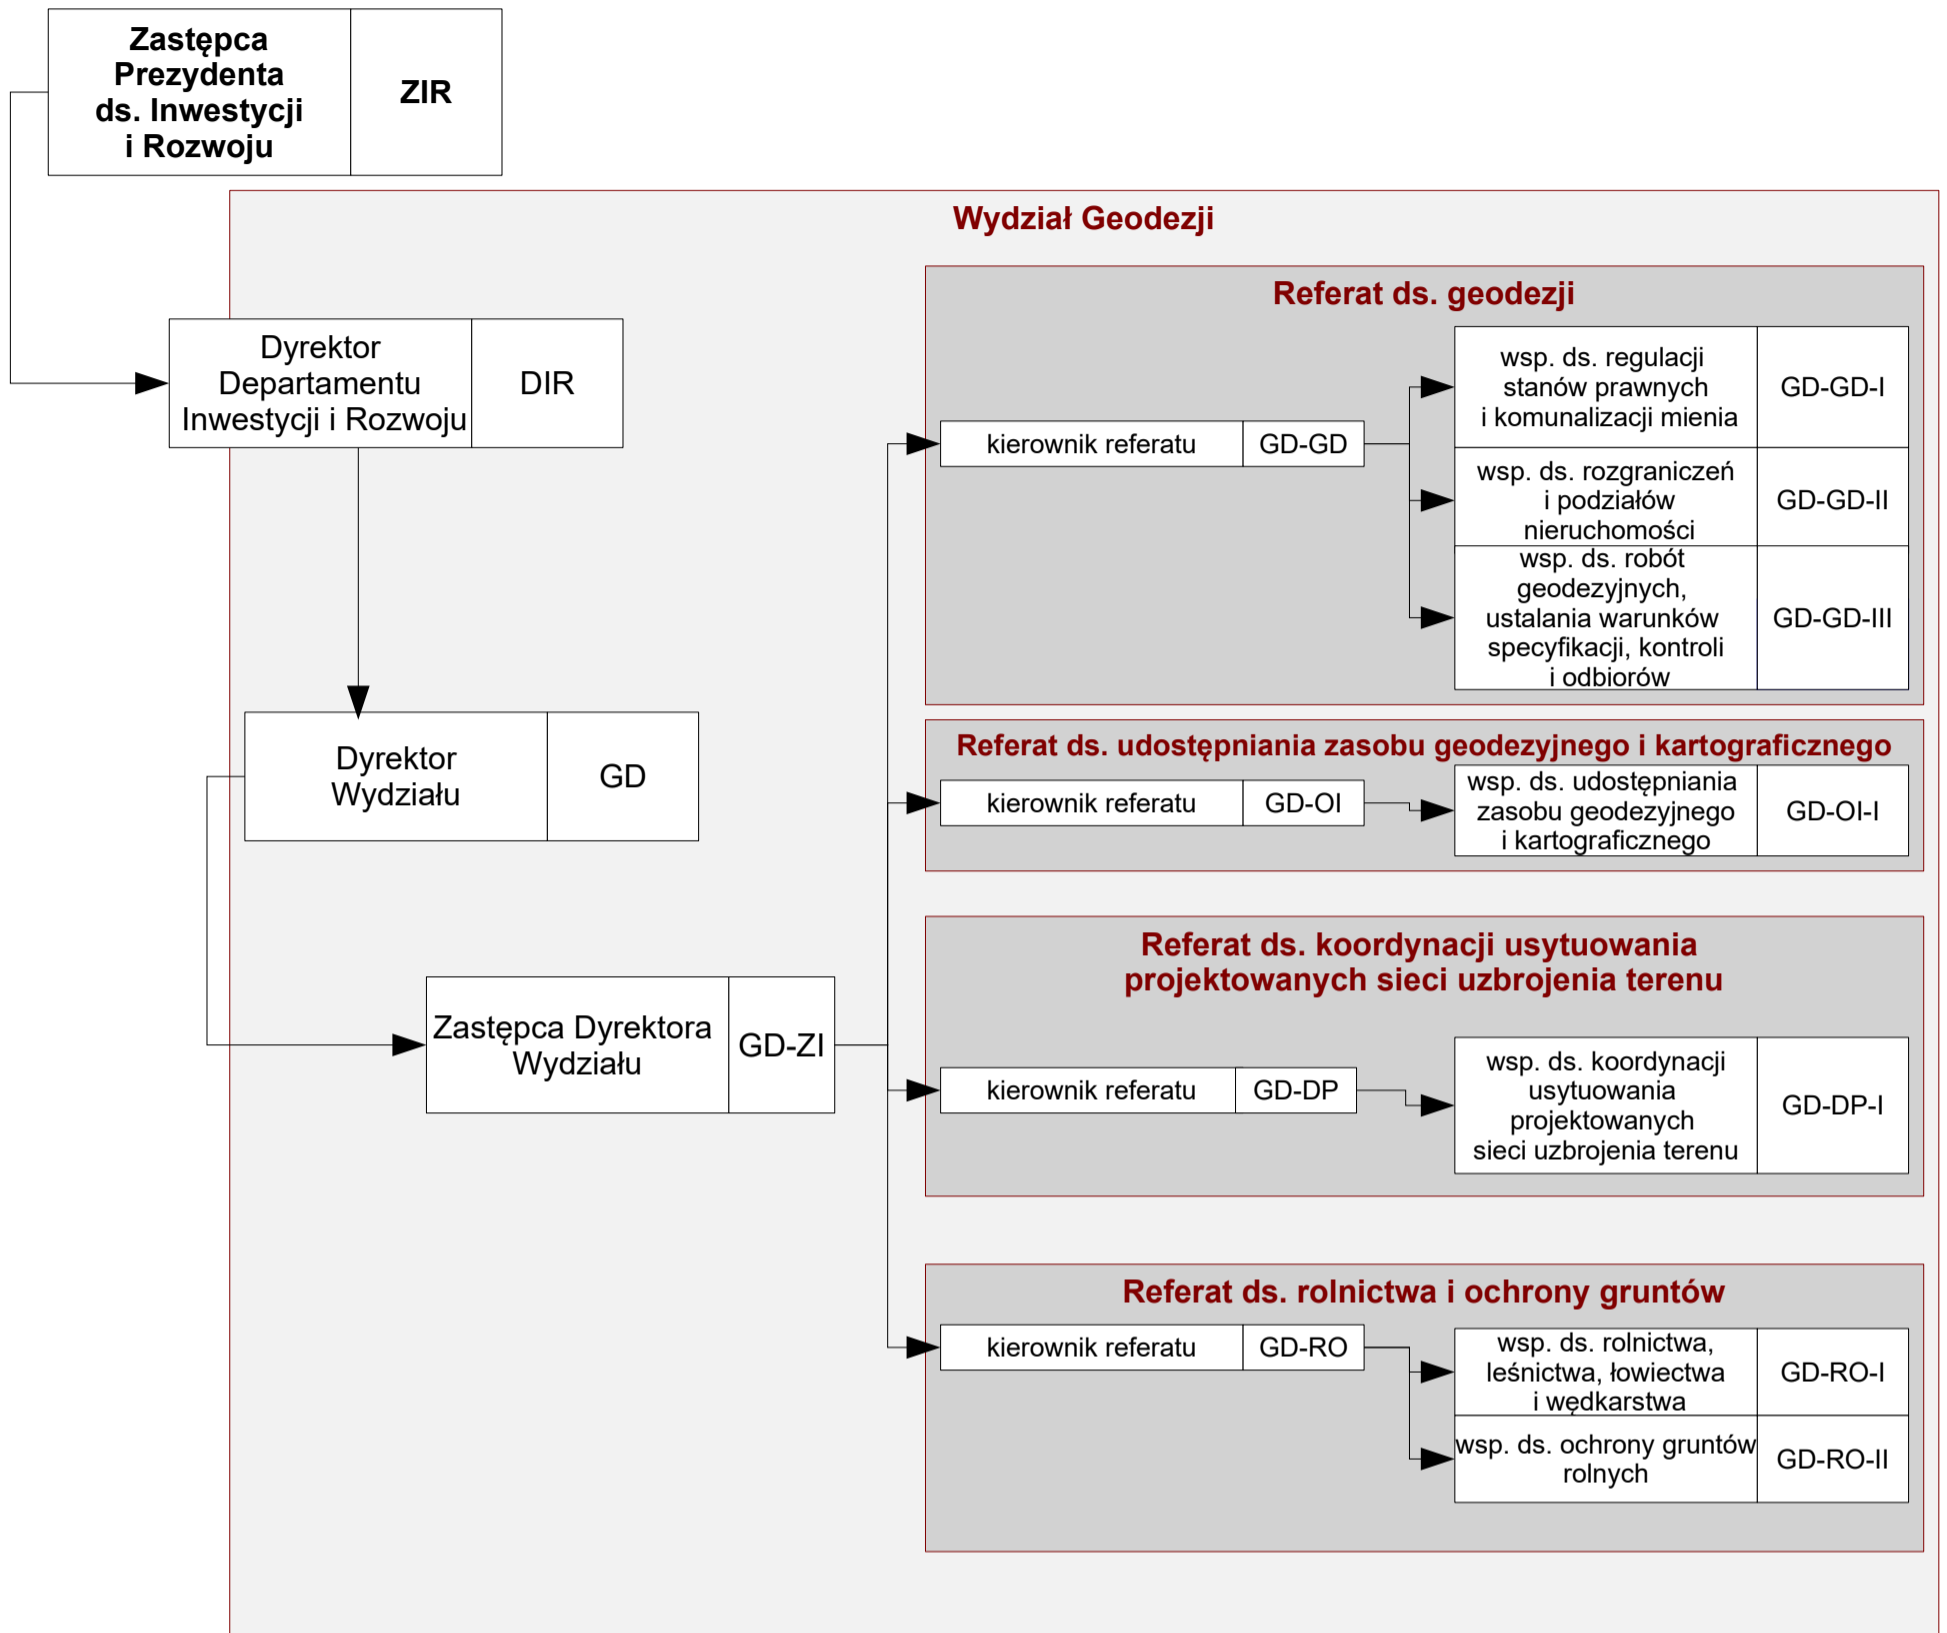 Zastępca
Prezydenta
ds. Inwestycji
i Rozwoju
ZIR
Wydział Geodezji
Dyrektor
Departamentu
Inwestycji i Rozwoju
DIR
Dyrektor
Wydziału
GD
Zastępca Dyrektora
Wydziału
GD-ZI
Referat ds. geodezji
kierownik referatu
GD-GD
wsp. ds. regulacji
stanów prawnych
i komunalizacji mienia
GD-GD-I
wsp. ds. rozgraniczeń
i podziałów
nieruchomości
GD-GD-II
wsp. ds. robót
geodezyjnych,
ustalania warunków
specyfikacji, kontroli
i odbiorów
GD-GD-III
Referat ds. udostępniania zasobu geodezyjnego i kartograficznego
kierownik referatu
GD-OI
wsp. ds. udostępniania
zasobu geodezyjnego
i kartograficznego
GD-OI-I
Referat ds. koordynacji usytuowania
projektowanych sieci uzbrojenia terenu
kierownik referatu
GD-DP
wsp. ds. koordynacji
usytuowania
projektowanych
sieci uzbrojenia terenu
GD-DP-I
Referat ds. rolnictwa i ochrony gruntów
kierownik referatu
GD-RO
wsp. ds. rolnictwa,
leśnictwa, łowiectwa
i wędkarstwa
GD-RO-I
wsp. ds. ochrony gruntów
rolnych
GD-RO-II